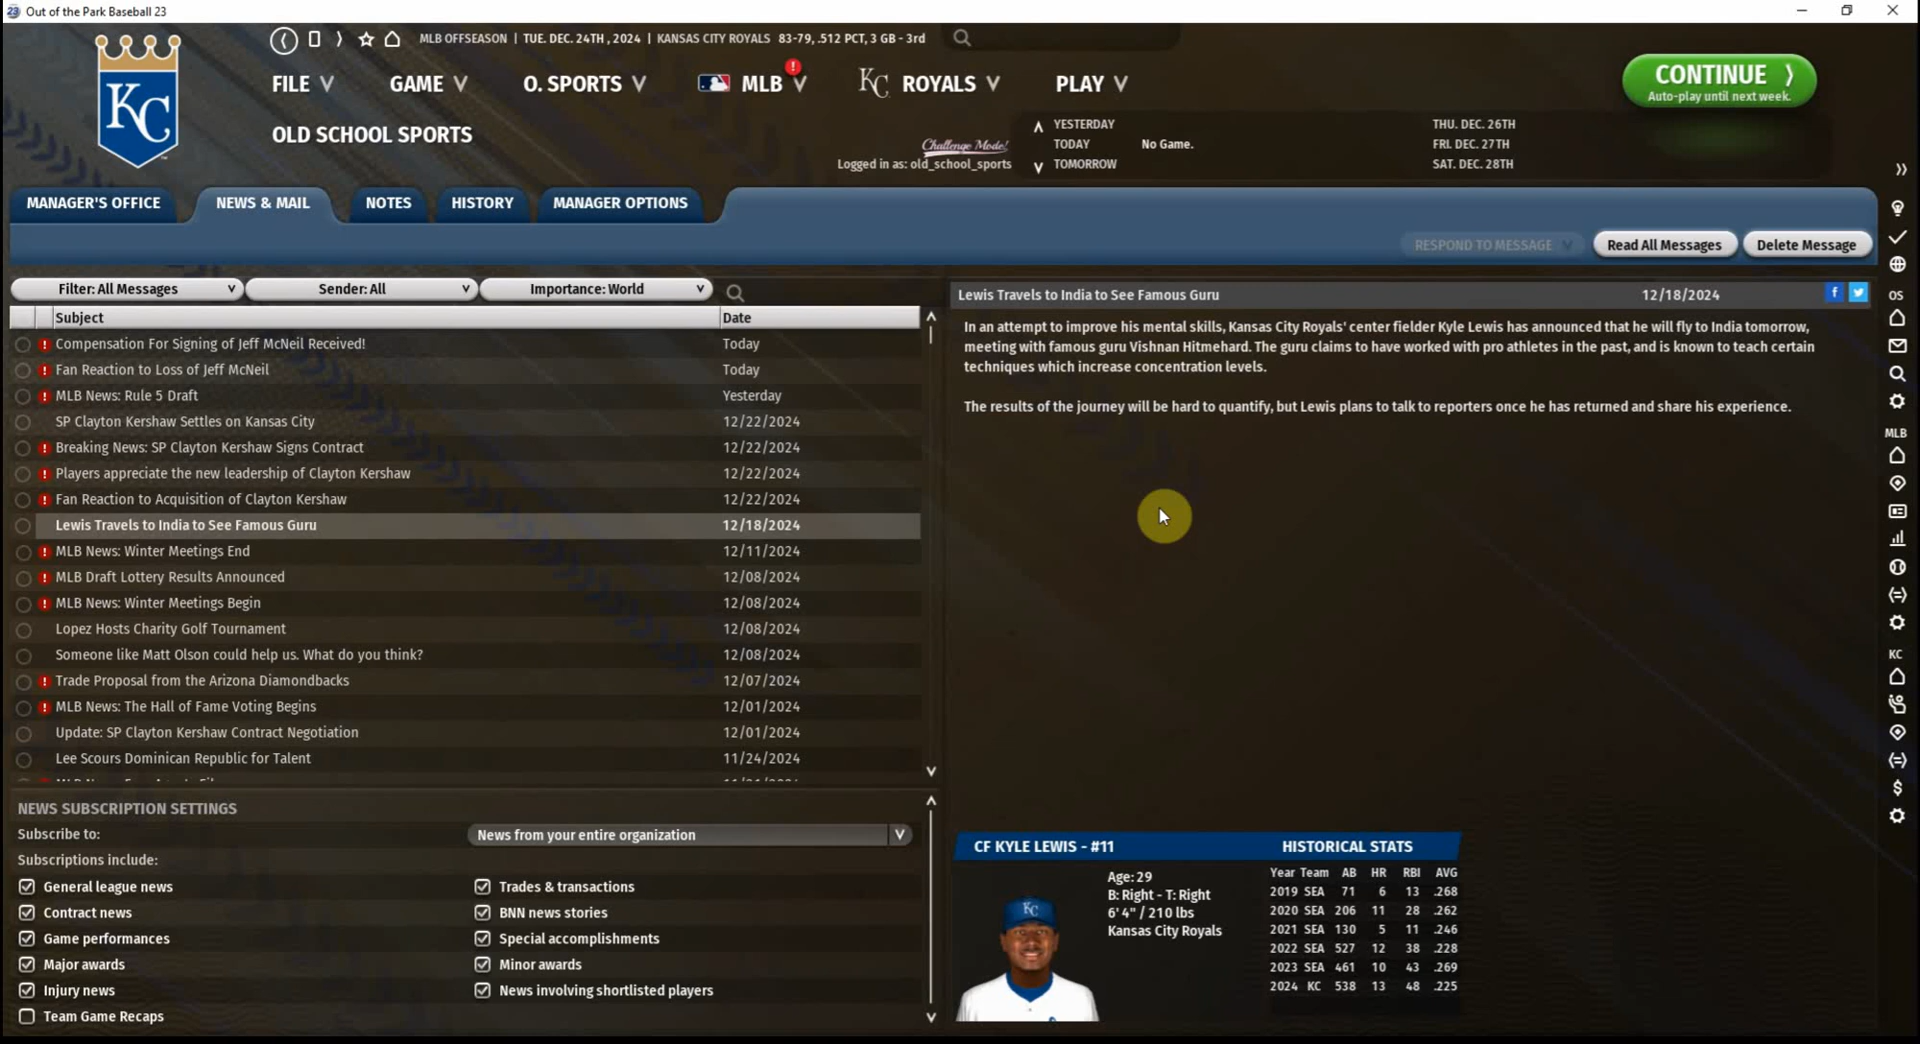 23 Out of the Park Baseball 23
MLB OFFSEASON | TUE. DEC. 24TH, 2024 | KANSAS CITY ROYALS 83-79, .512 PCT, 3 GB - 3rd
KC
FILE
GAME
O. SPORTS
MLB
!
KC ROYALS
PLAY
CONTINUE
Auto-play until next week.
OLD SCHOOL SPORTS
Challenge Mode!
Logged in as: old_school_sports
YESTERDAY
TODAY No Game.
TOMORROW
THU. DEC. 26TH
FRI. DEC. 27TH
SAT. DEC. 28TH
MANAGER'S OFFICE
NEWS & MAIL
NOTES
HISTORY
MANAGER OPTIONS
RESPOND TO MESSAGE
Read All Messages
Delete Message
Filter: All Messages
Sender: All
Importance: World
Subject Date
! Compensation For Signing of Jeff McNeil Received! Today
! Fan Reaction to Loss of Jeff McNeil Today
! MLB News: Rule 5 Draft Yesterday
SP Clayton Kershaw Settles on Kansas City 12/22/2024
! Breaking News: SP Clayton Kershaw Signs Contract 12/22/2024
! Players appreciate the new leadership of Clayton Kershaw 12/22/2024
! Fan Reaction to Acquisition of Clayton Kershaw 12/22/2024
Lewis Travels to India to See Famous Guru 12/18/2024
! MLB News: Winter Meetings End 12/11/2024
! MLB Draft Lottery Results Announced 12/08/2024
! MLB News: Winter Meetings Begin 12/08/2024
Lopez Hosts Charity Golf Tournament 12/08/2024
Someone like Matt Olson could help us. What do you think? 12/08/2024
! Trade Proposal from the Arizona Diamondbacks 12/07/2024
! MLB News: The Hall of Fame Voting Begins 12/01/2024
Update: SP Clayton Kershaw Contract Negotiation 12/01/2024
Lee Scours Dominican Republic for Talent 11/24/2024
NEWS SUBSCRIPTION SETTINGS
Subscribe to: News from your entire organization
Subscriptions include:
General league news Trades & transactions
Contract news BNN news stories
Game performances Special accomplishments
Major awards Minor awards
Injury news News involving shortlisted players
Team Game Recaps
Lewis Travels to India to See Famous Guru 12/18/2024
In an attempt to improve his mental skills, Kansas City Royals' center fielder Kyle Lewis has announced that he will fly to India tomorrow,
meeting with famous guru Vishnan Hitmehard. The guru claims to have worked with pro athletes in the past, and is known to teach certain
techniques which increase concentration levels.
The results of the journey will be hard to quantify, but Lewis plans to talk to reporters once he has returned and share his experience.
CF KYLE LEWIS - #11
Age: 29
B: Right - T: Right
6' 4" / 210 lbs
Kansas City Royals
KC
HISTORICAL STATS
Year Team AB HR RBI AVG
2019 SEA 71 6 13 .268
2020 SEA 206 11 28 .262
2021 SEA 130 5 11 .246
2022 SEA 527 12 38 .228
2023 SEA 461 10 43 .269
2024 KC 538 13 48 .225
OS
MLB
KC
$